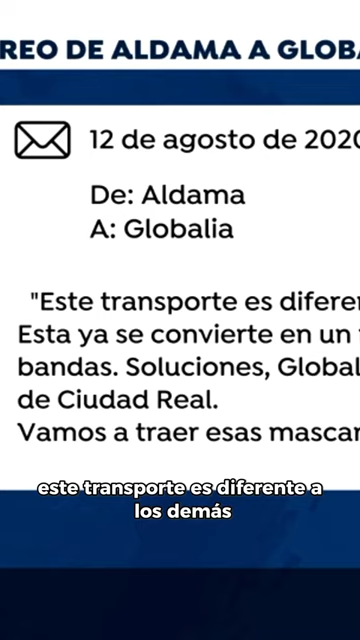 REO DE ALDAMA A GLOBA
12 de agosto de 2020
De: Aldama
A: Globalia
"Este transporte es diferen
Esta ya se convierte en un
bandas. Soluciones, Global
de Ciudad Real.
Vamos a traer esas mascar
este transporte es diferente a
los demás